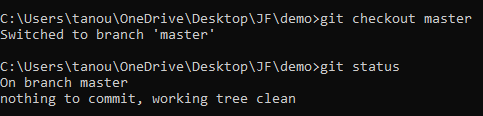 C:\Users\tanou\OneDrive\Desktop\JF\demo>git checkout master
Switched to branch 'master'
C:\Users\tanou\OneDrive\Desktop\JF\demo>git status
On branch master
nothing to commit, working tree clean